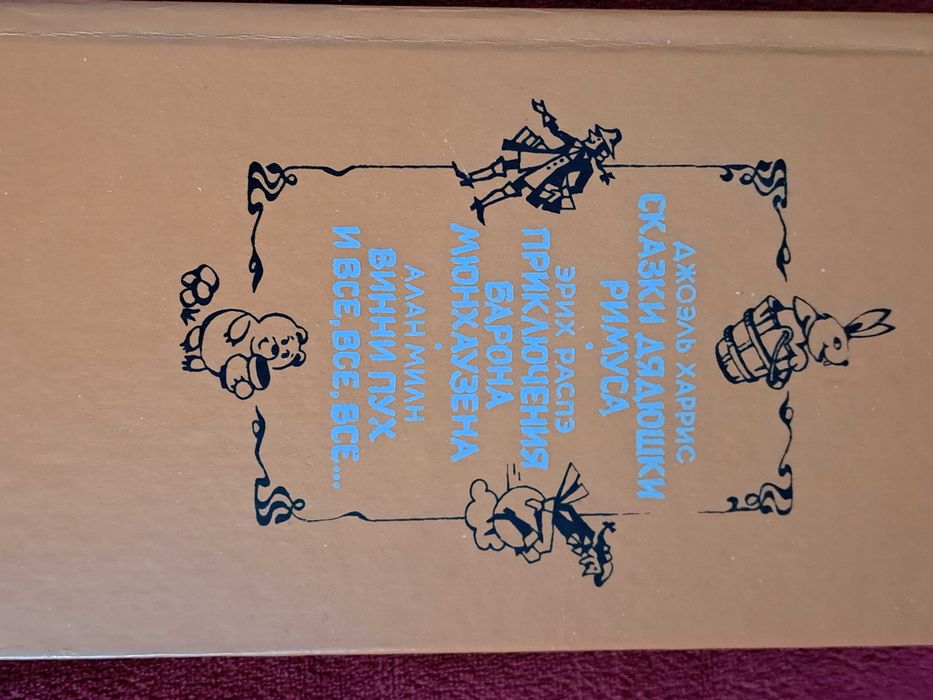 ДЖОЭЛЬ ХАРРИС
СКАЗКИ ДЯДЮШКИ
РИМУСА
ЭРИХ РАСПЭ
ПРИКЛЮЧЕНИЯ
БАРОНА
МЮНХАУЗЕНА
АЛАН МИЛН
ВИННИ ПУХ
И ВСЕ, ВСЕ, ВСЕ...